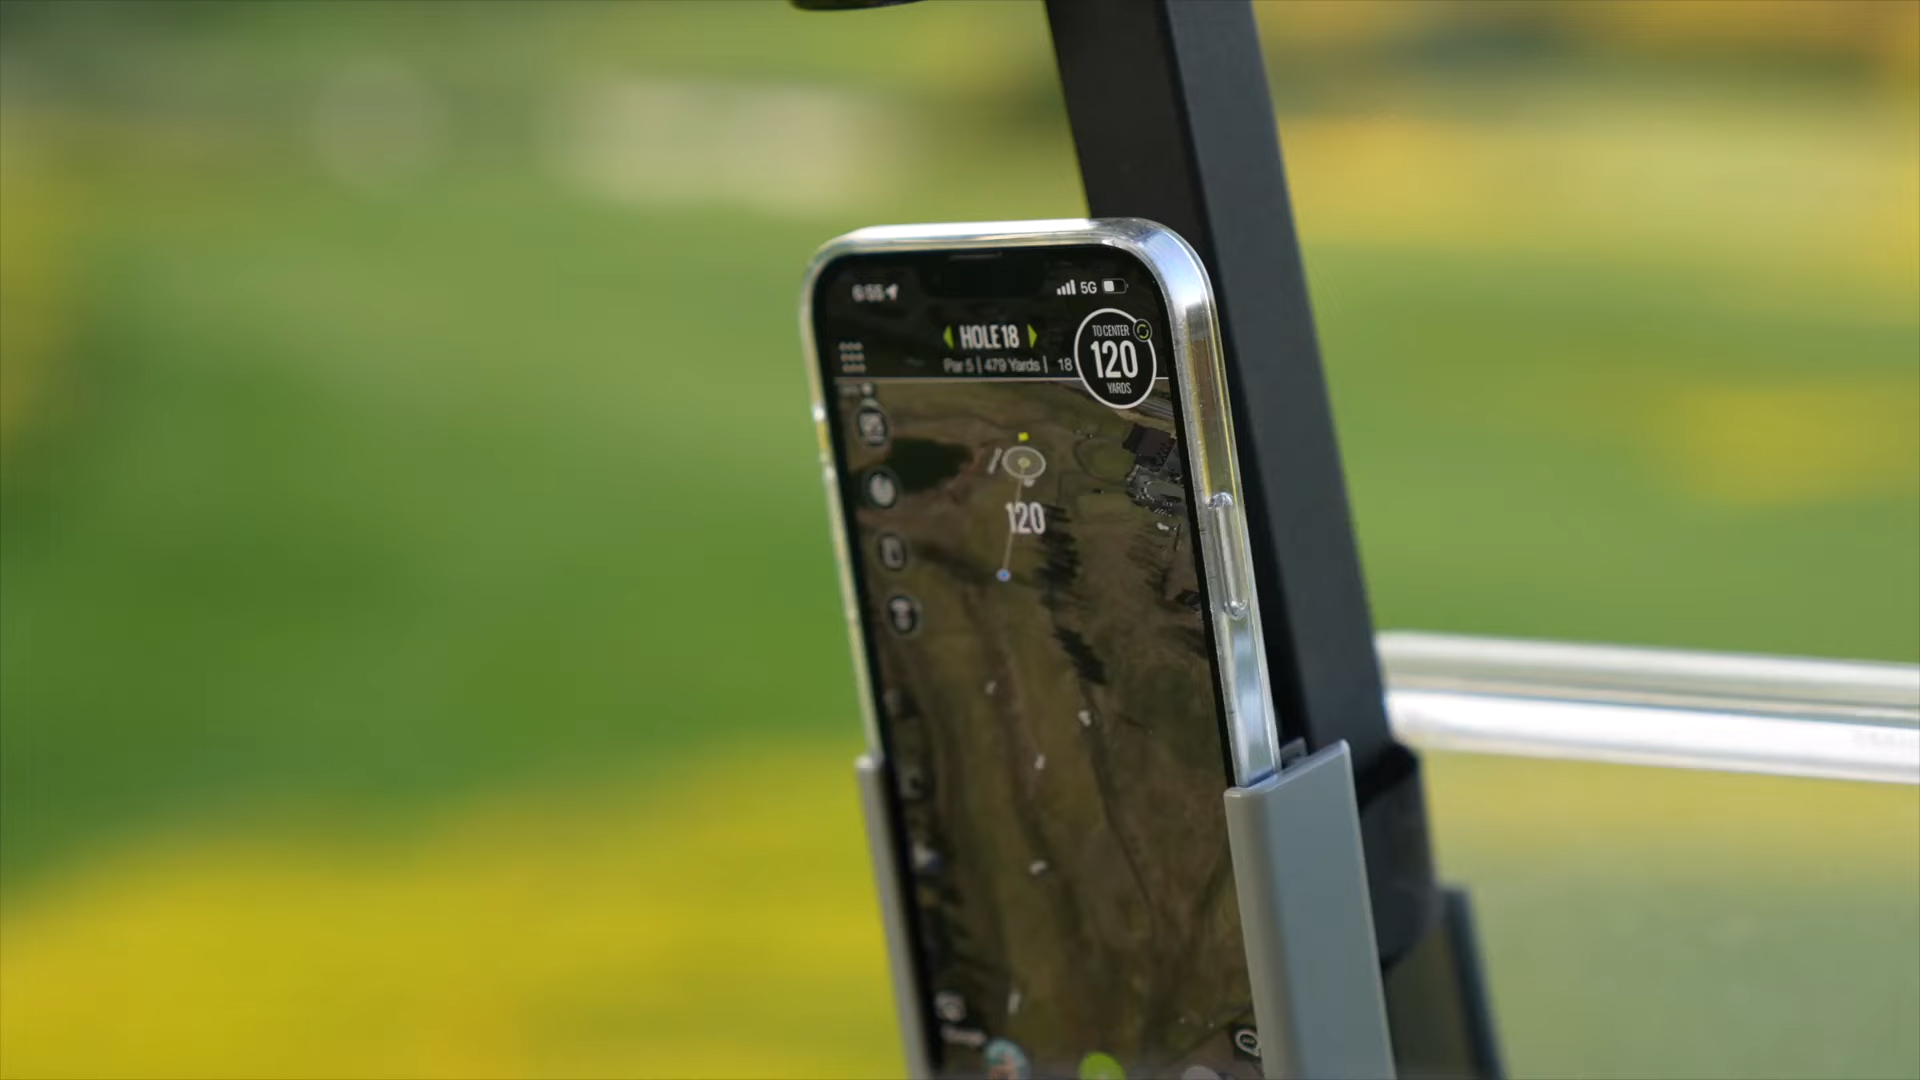 6:55
5G
HOLE 18
Par 5 | 479 Yards | 18
TO CENTER
120
YARDS
120